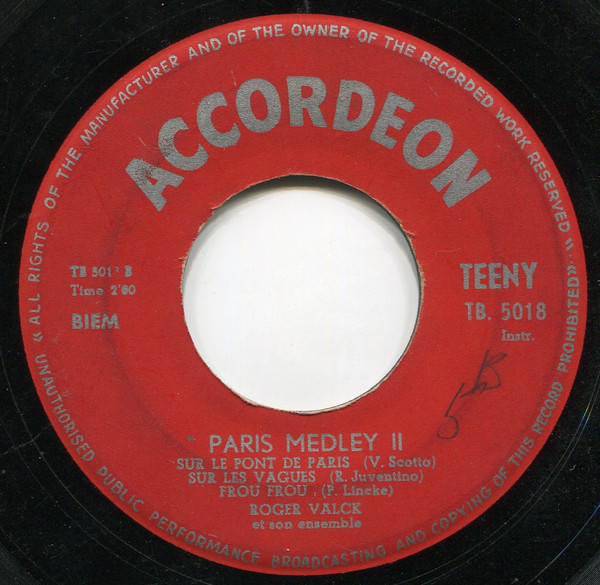 «ALL RIGHTS OF THE MANUFACTURER AND OF THE OWNER OF THE RECORDED WORK RESERVED»
ACCORDEON
TB 5018 B
Time 2'60
BIEM
TEENY
TB. 5018
Instr.
PARIS MEDLEY II
SUR LE PONT DE PARIS (V. Scotto)
SUR LES VAGUES (R. Juventino)
FROU FROU (P. Lincke)
ROGER VALCK
et son ensemble
UNAUTHORISED PUBLIC PERFORMANCE BROADCASTING AND COPYING OF THIS RECORD PROHIBITED»